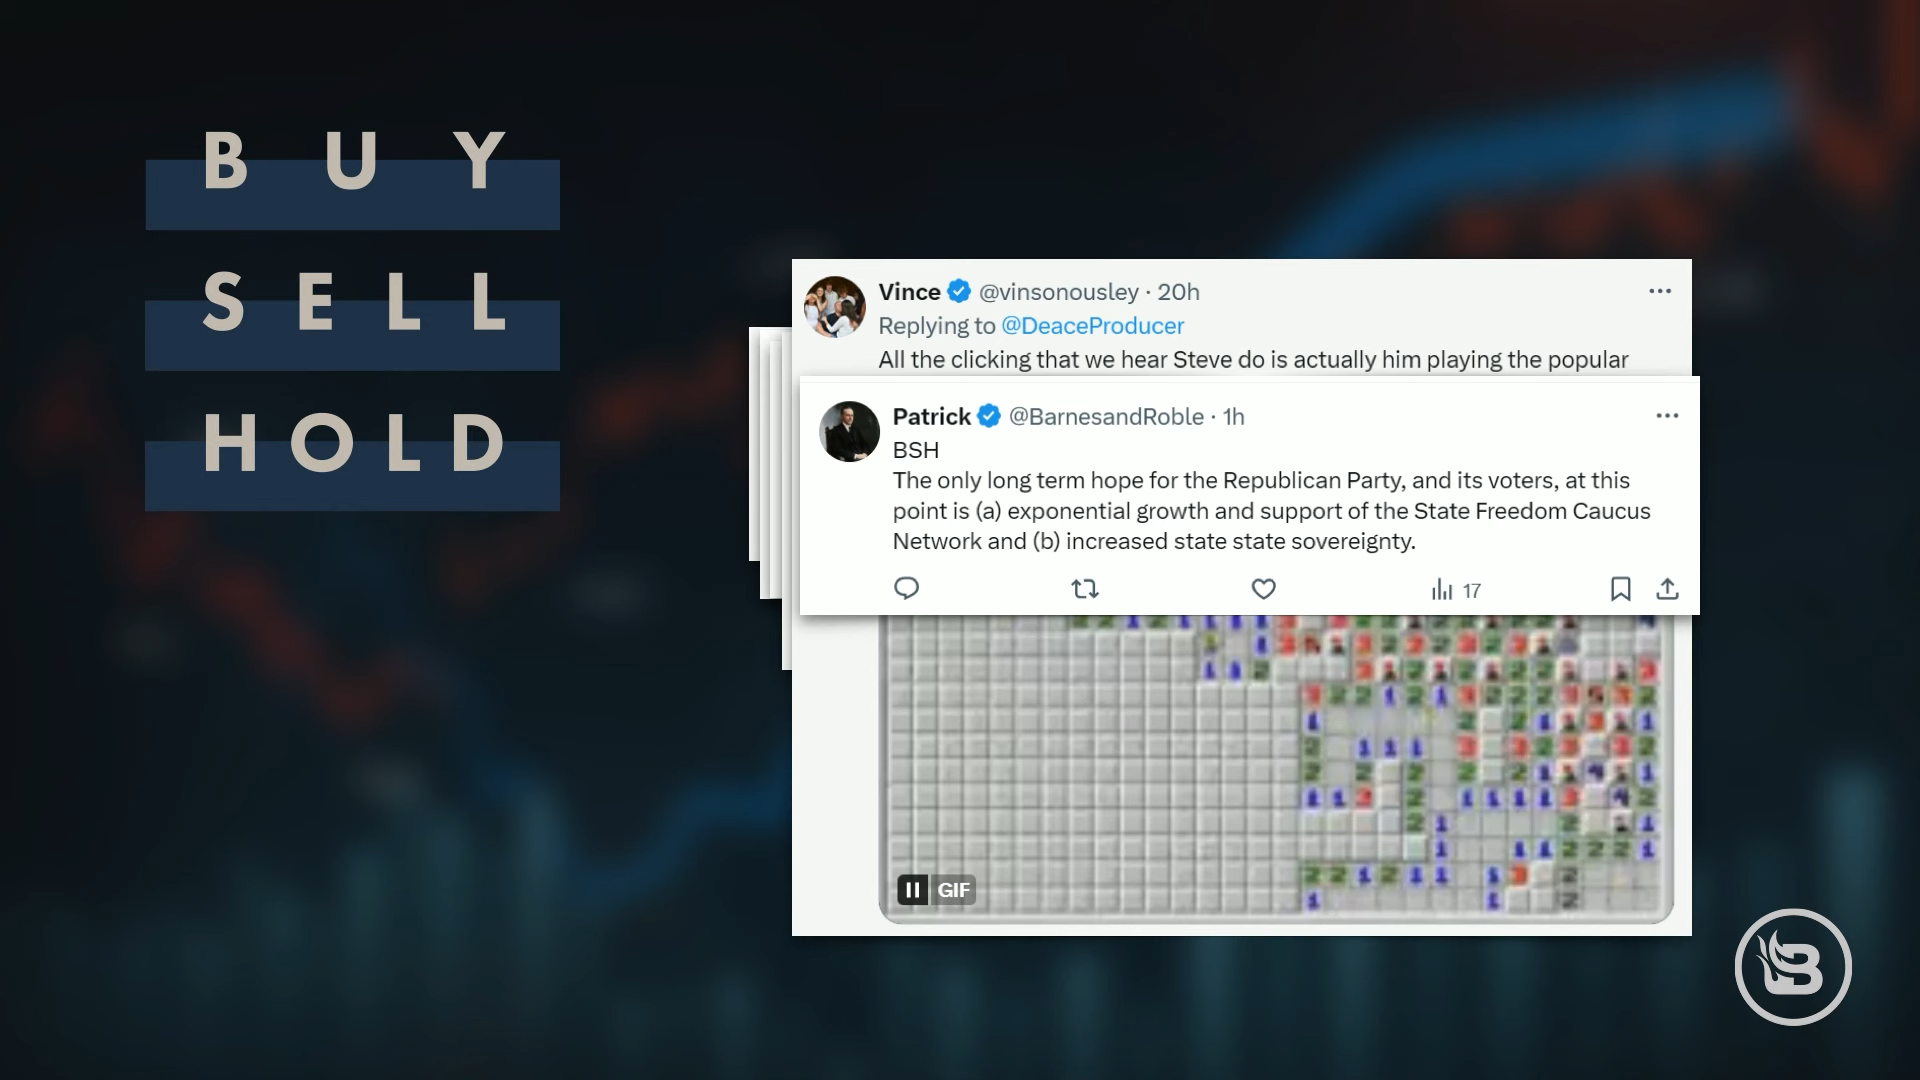 BUY
SELL
HOLD
Vince @vinsonousley · 20h
Replying to @DeaceProducer
All the clicking that we hear Steve do is actually him playing the popular
Patrick @BarnesandRoble · 1h
BSH
The only long term hope for the Republican Party, and its voters, at this
point is (a) exponential growth and support of the State Freedom Caucus
Network and (b) increased state state sovereignty.
17
GIF
B